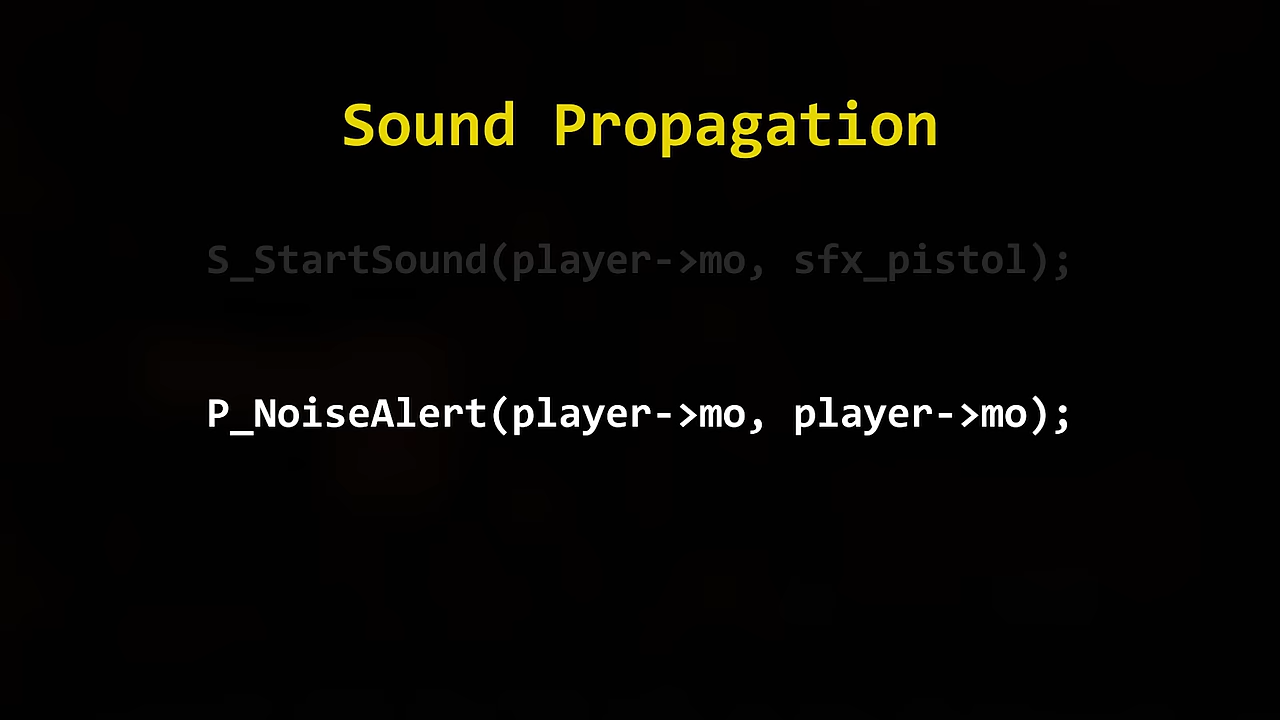 Sound Propagation
S_StartSound(player->mo, sfx_pistol);
P_NoiseAlert(player->mo, player->mo);